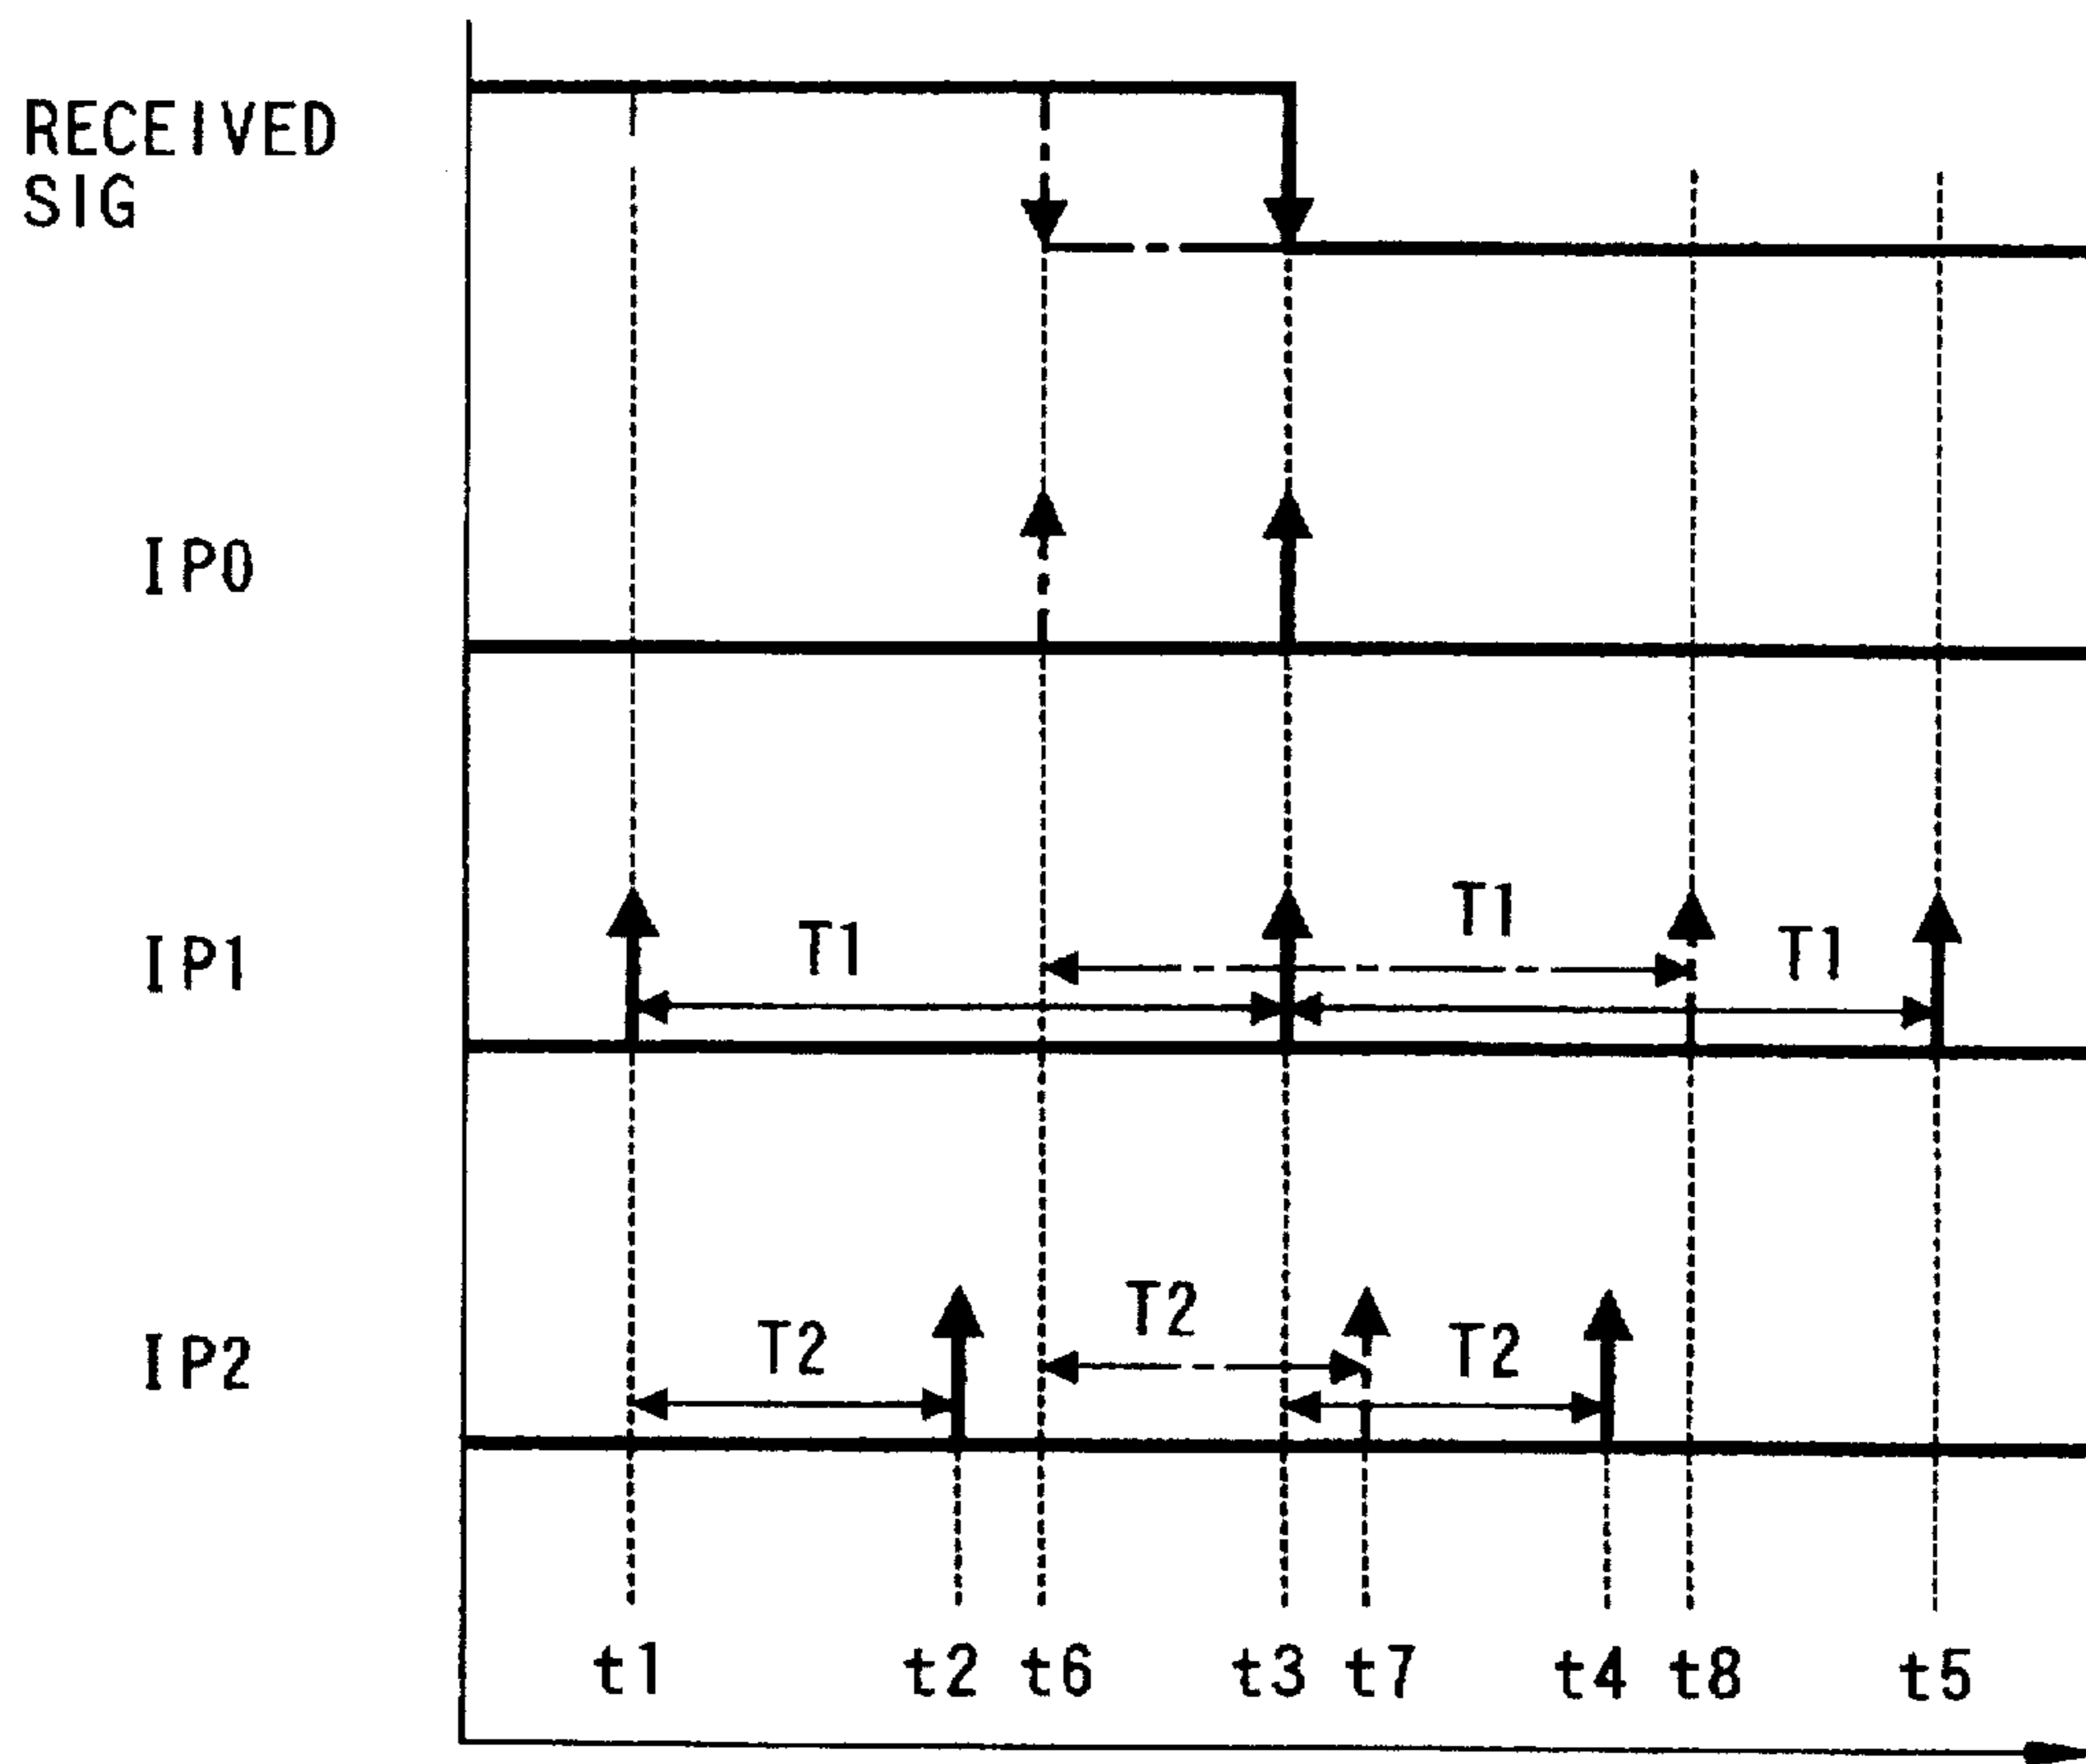 RECEIVED
SIG
IP0
IP1
T1
T1
T1
IP2
T2
T2
T2
t1 t2 t6 t3 t7 t4 t8 t5